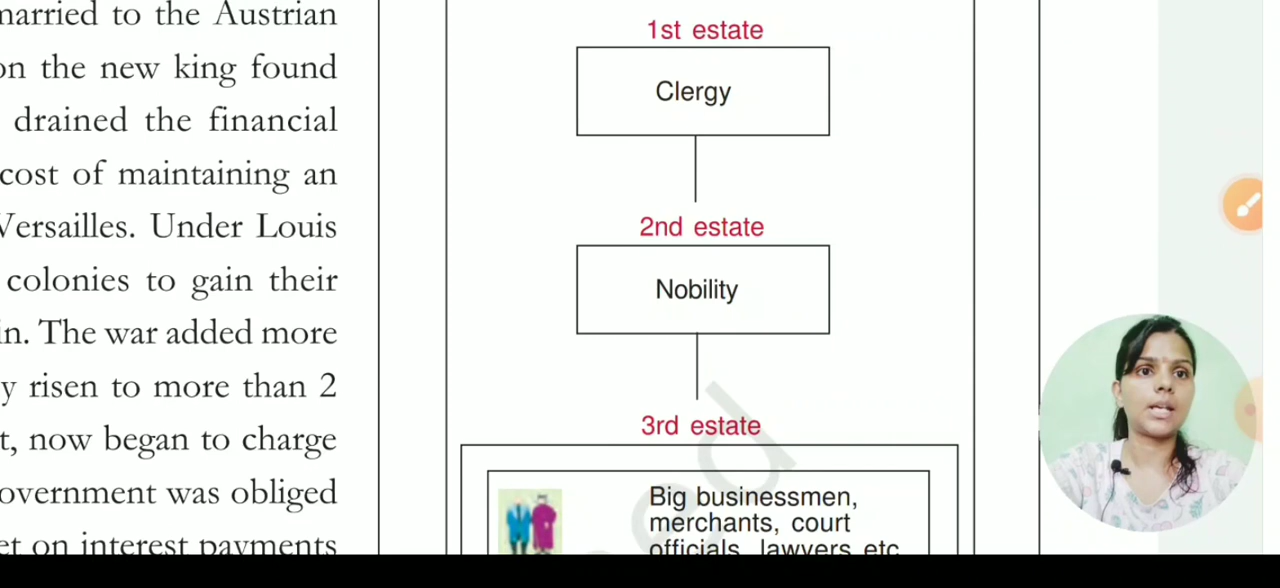 narried to the Austrian
on the new king found
drained the financial
cost of maintaining an
Versailles. Under Louis
colonies to gain their
in. The war added more
y risen to more than 2
t, now began to charge
overnment was obliged
et on interest payments
1st estate
Clergy
2nd estate
Nobility
3rd estate
Big businessmen,
merchants, court
officials, lawyers etc.